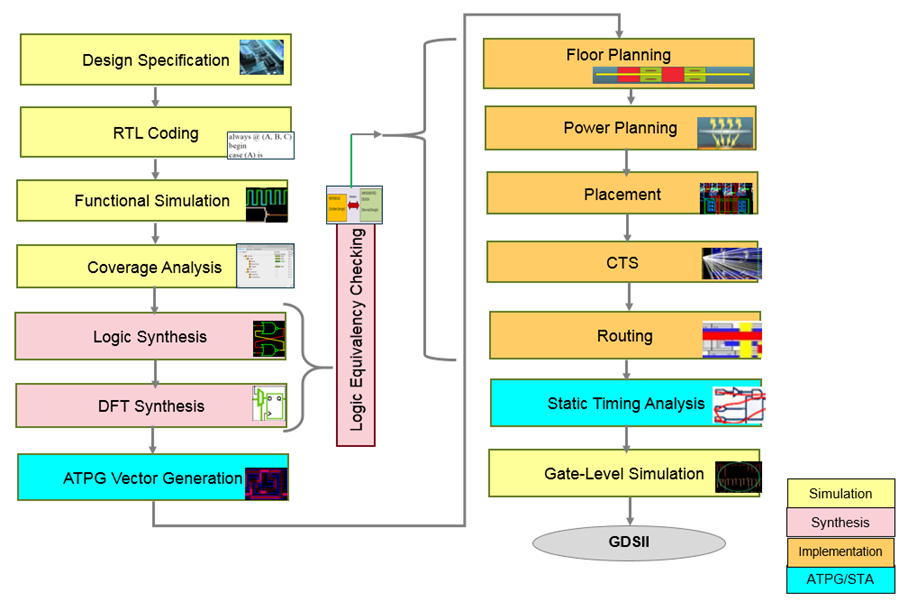 Design Specification
RTL Coding
always @ (A, B, C)
begin
case (A) is
Functional Simulation
Coverage Analysis
Logic Synthesis
DFT Synthesis
ATPG Vector Generation
Logic Equivalency Checking
Floor Planning
Power Planning
Placement
CTS
Routing
Static Timing Analysis
Gate-Level Simulation
GDSII
Simulation
Synthesis
Implementation
ATPG/STA